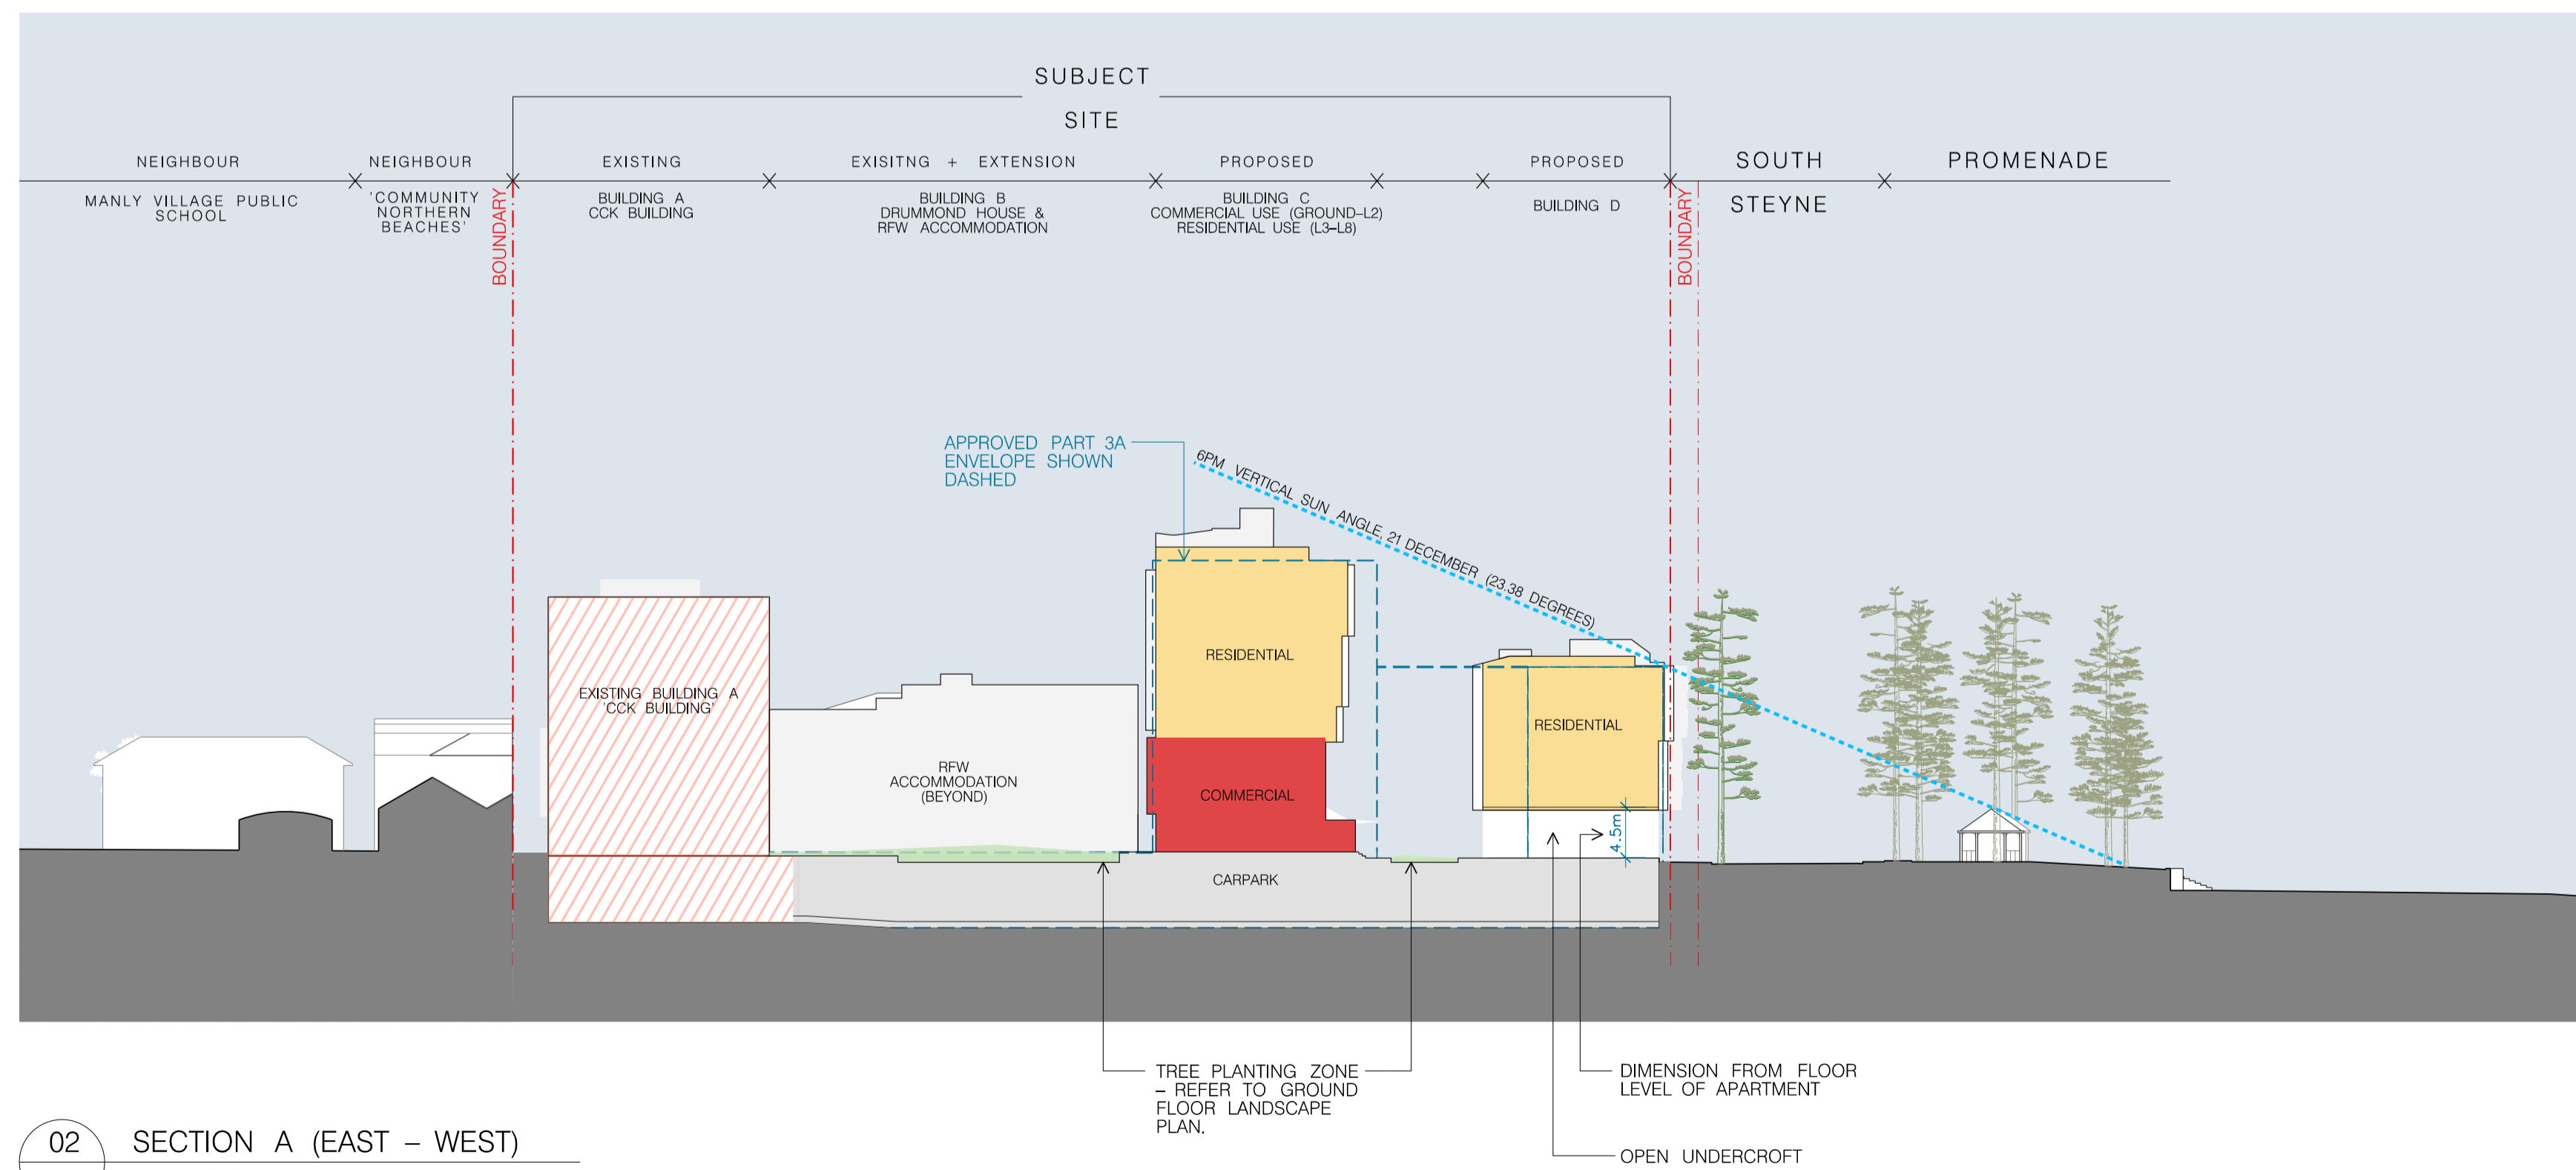 SUBJECT
SITE
NEIGHBOUR
NEIGHBOUR
EXISTING
EXISITNG + EXTENSION
PROPOSED
PROPOSED
SOUTH
PROMENADE
MANLY VILLAGE PUBLIC
SCHOOL
'COMMUNITY
NORTHERN
BEACHES'
BUILDING A
CCK BUILDING
BUILDING B
DRUMMOND HOUSE &
RFW ACCOMMODATION
BUILDING C
COMMERCIAL USE (GROUND-L2)
RESIDENTIAL USE (L3-L8)
BUILDING D
STEYNE
BOUNDARY
BOUNDARY
APPROVED PART 3A
ENVELOPE SHOWN
DASHED
6PM VERTICAL SUN ANGLE, 21 DECEMBER (23.38 DEGREES)
RESIDENTIAL
EXISTING BUILDING A
'CCK BUILDING'
RESIDENTIAL
RFW
ACCOMMODATION
(BEYOND)
COMMERCIAL
4.5m
CARPARK
TREE PLANTING ZONE
- REFER TO GROUND
FLOOR LANDSCAPE
PLAN.
DIMENSION FROM FLOOR
LEVEL OF APARTMENT
OPEN UNDERCROFT
02
SECTION A (EAST - WEST)